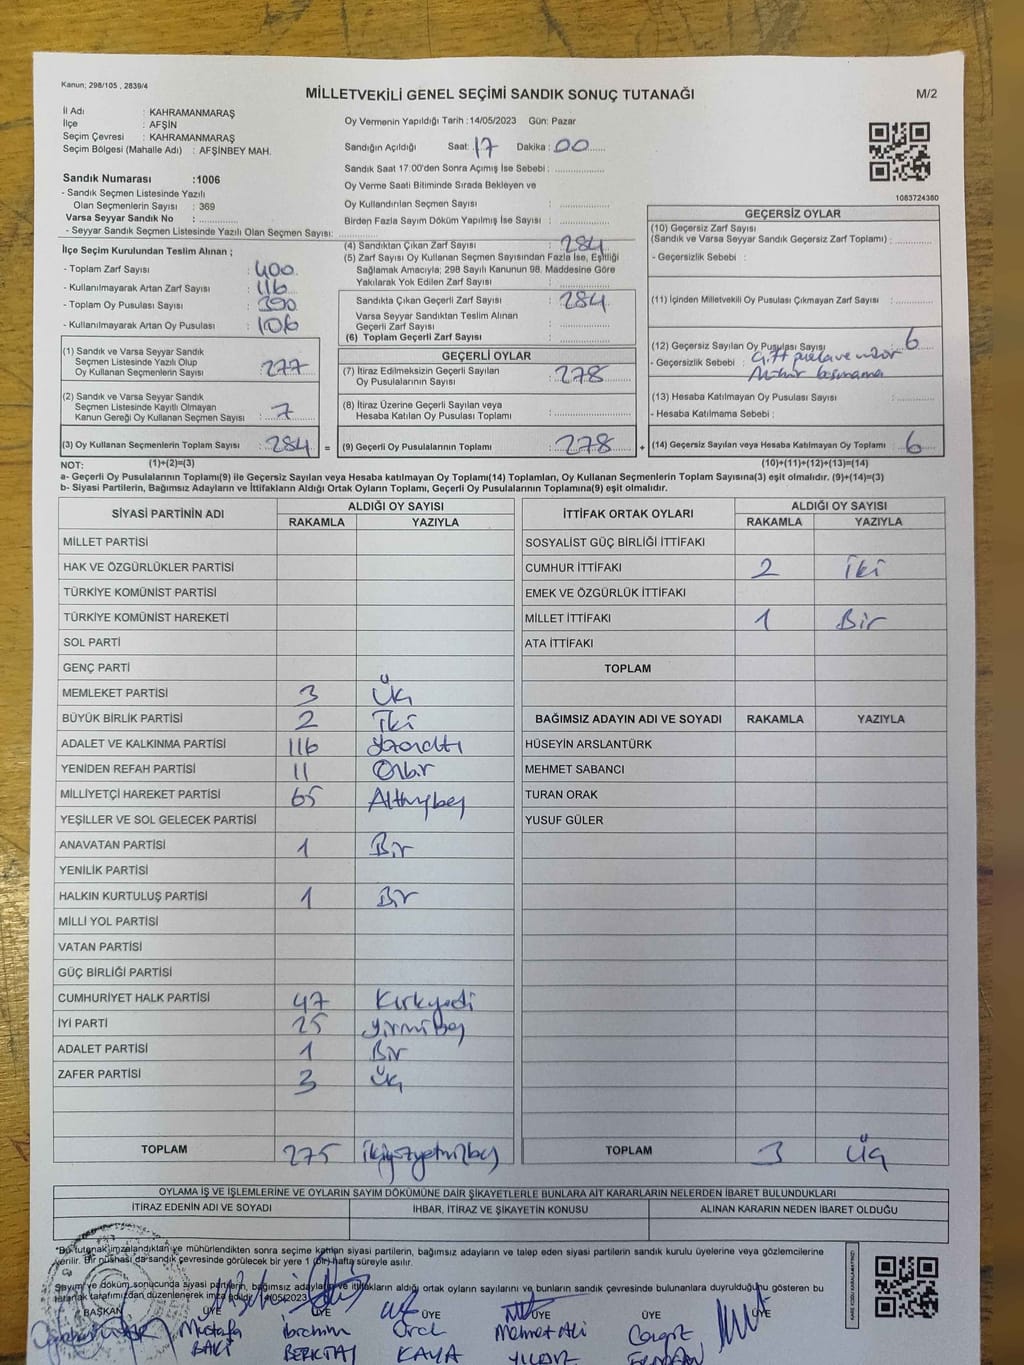 Kanun; 298/105 , 2839/4
MİLLETVEKİLİ GENEL SEÇİMİ SANDIK SONUÇ TUTANAĞI
M/2
İl Adı : KAHRAMANMARAŞ
İlçe : AFŞİN
Seçim Çevresi : KAHRAMANMARAŞ
Seçim Bölgesi (Mahalle Adı) : AFŞİNBEY MAH.
Oy Vermenin Yapıldığı Tarih :14/05/2023 Gün: Pazar
Sandığın Açıldığı Saat: 17 Dakika : 00
Sandık Saat 17:00'den Sonra Açımış İse Sebebi :
Oy Verme Saati Bitiminde Sırada Bekleyen ve
Oy Kullandırılan Seçmen Sayısı :
Birden Fazla Sayım Döküm Yapılmış İse Sayısı :
1083724380
Sandık Numarası :1006
- Sandık Seçmen Listesinde Yazılı
Olan Seçmenlerin Sayısı : 369
Varsa Seyyar Sandık No :
- Seyyar Sandık Seçmen Listesinde Yazılı Olan Seçmen Sayısı:
İlçe Seçim Kurulundan Teslim Alınan ;
- Toplam Zarf Sayısı : 400
- Kullanılmayarak Artan Zarf Sayısı : 116
- Toplam Oy Pusulası Sayısı : 390
- Kullanılmayarak Artan Oy Pusulası : 106
(1) Sandık ve Varsa Seyyar Sandık
Seçmen Listesinde Yazılı Olup
Oy Kullanan Seçmenlerin Sayısı : 277
(2) Sandık ve Varsa Seyyar Sandık
Seçmen Listesinde Kayıtlı Olmayan
Kanun Gereği Oy Kullanan Seçmen Sayısı : 7
(3) Oy Kullanan Seçmenlerin Toplam Sayısı : 284 =
(4) Sandıktan Çıkan Zarf Sayısı : 284
(5) Zarf Sayısı Oy Kullanan Seçmen Sayısından Fazla İse, Eşitliği
Sağlamak Amacıyla; 298 Sayılı Kanunun 98. Maddesine Göre
Yakılarak Yok Edilen Zarf Sayısı :
Sandıkta Çıkan Geçerli Zarf Sayısı : 284
Varsa Seyyar Sandıktan Teslim Alınan
Geçerli Zarf Sayısı :
(6) Toplam Geçerli Zarf Sayısı :
GEÇERLİ OYLAR
(7) İtiraz Edilmeksizin Geçerli Sayılan
Oy Pusulalarının Sayısı : 278
(8) İtiraz Üzerine Geçerli Sayılan veya
Hesaba Katılan Oy Pusulası Toplamı :
(9) Geçerli Oy Pusulalarının Toplamı : 278 +
GEÇERSİZ OYLAR
(10) Geçersiz Zarf Sayısı
(Sandık ve Varsa Seyyar Sandık Geçersiz Zarf Toplamı) :
- Geçersizlik Sebebi :
(11) İçinden Milletvekili Oy Pusulası Çıkmayan Zarf Sayısı :
(12) Geçersiz Sayılan Oy Pusulası Sayısı 6
- Geçersizlik Sebebi : Çift
basmama
(13) Hesaba Katılmayan Oy Pusulası Sayısı :
- Hesaba Katılmama Sebebi :
(14) Geçersiz Sayılan veya Hesaba Katılmayan Oy Toplamı : 6
NOT: (1)+(2)=(3) (10)+(11)+(12)+(13)=(14)
a- Geçerli Oy Pusulalarının Toplamı(9) ile Geçersiz Sayılan veya Hesaba Katılmayan Oy Toplamı(14) Toplamları, Oy Kullanan Seçmenlerin Toplam Sayısına(3) eşit olmalıdır. (9)+(14)=(3)
b- Siyasi Partilerin, Bağımsız Adayların ve İttifakların Aldığı Ortak Oyların Toplamı, Geçerli Oy Pusulalarının Toplamına(9) eşit olmalıdır.
SİYASİ PARTİNİN ADI ALDIĞI OY SAYISI
RAKAMLA YAZIYLA
MİLLET PARTİSİ
HAK VE ÖZGÜRLÜKLER PARTİSİ
TÜRKİYE KOMÜNİST PARTİSİ
TÜRKİYE KOMÜNİST HAREKETİ
SOL PARTİ
GENÇ PARTİ
MEMLEKET PARTİSİ 3 Üç
BÜYÜK BİRLİK PARTİSİ 2 İki
ADALET VE KALKINMA PARTİSİ 116 Yüzonaltı
YENİDEN REFAH PARTİSİ 11 Onbir
MİLLİYETÇİ HAREKET PARTİSİ 65 Altmışbeş
YEŞİLLER VE SOL GELECEK PARTİSİ
ANAVATAN PARTİSİ 1 Bir
YENİLİK PARTİSİ
HALKIN KURTULUŞ PARTİSİ 1 Bir
MİLLİ YOL PARTİSİ
VATAN PARTİSİ
GÜÇ BİRLİĞİ PARTİSİ
CUMHURİYET HALK PARTİSİ 47 Kırkyedi
İYİ PARTİ 25 Yirmibeş
ADALET PARTİSİ 1 Bir
ZAFER PARTİSİ 3 Üç
TOPLAM 275 İkiyüzyetmişbeş
İTTİFAK ORTAK OYLARI ALDIĞI OY SAYISI
RAKAMLA YAZIYLA
SOSYALİST GÜÇ BİRLİĞİ İTTİFAKI
CUMHUR İTTİFAKI 2 İki
EMEK VE ÖZGÜRLÜK İTTİFAKI
MİLLET İTTİFAKI 1 Bir
ATA İTTİFAKI
TOPLAM
BAĞIMSIZ ADAYIN ADI VE SOYADI RAKAMLA YAZIYLA
HÜSEYİN ARSLANTÜRK
MEHMET SABANCI
TURAN ORAK
YUSUF GÜLER
TOPLAM 3 Üç
OYLAMA İŞ VE İŞLEMLERİNE VE OYLARIN SAYIM DÖKÜMÜNE DAİR ŞİKAYETLERLE BUNLARA AİT KARARLARIN NELERDEN İBARET BULUNDUKLARI
İTİRAZ EDENİN ADI VE SOYADI İHBAR, İTİRAZ VE ŞİKAYETİN KONUSU ALINAN KARARIN NEDEN İBARET OLDUĞU
*Bu tutanak imzalandıktan ve mühürlendikten sonra seçime katılan siyasi partilerin, bağımsız adayların ve talep eden siyasi partilerin sandık kurulu üyelerine veya gözlemcilerine
verilir. Bir nüshası da sandık çevresinde görülecek bir yere 1 (bir) hafta süreyle asılır.
Sayım ve döküm sonucunda siyasi partilerin, bağımsız adayların ve ittifakların aldığı ortak oyların sayılarını ve bunların sandık çevresinde bulunanlara duyrulduğunu gösteren bu
tutanak tarafımızdan düzenlenerek imza edildi. 14/05/2023
BAŞKAN ÜYE ÜYE ÜYE ÜYE ÜYE ÜYE
Mustafa İbrahim Mehmet Ali Cengiz
BAKİ BERKTAŞ KAYA